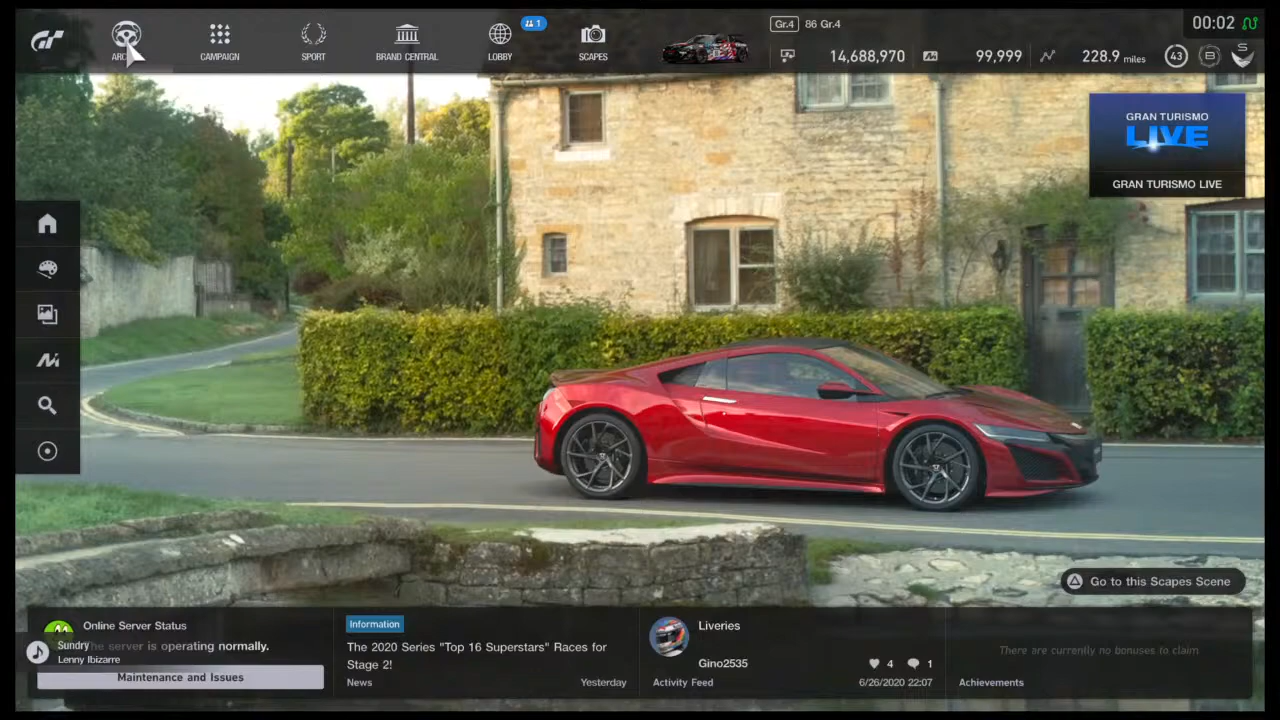 ARC
CAMPAIGN
SPORT
BRAND CENTRAL
LOBBY
1
SCAPES
Gr.4 86 Gr.4
14,688,970
99,999
228.9 miles
43
B
S
00:02
GRAN TURISMO
LIVE
GRAN TURISMO LIVE
Go to this Scapes Scene
Online Server Status
The server is operating normally.
Sundry
Lenny Ibizarre
Maintenance and Issues
Information
The 2020 Series "Top 16 Superstars" Races for
Stage 2!
News
Yesterday
Liveries
Gino2535
4
1
Activity Feed
6/26/2020 22:07
There are currently no bonuses to claim
Achievements